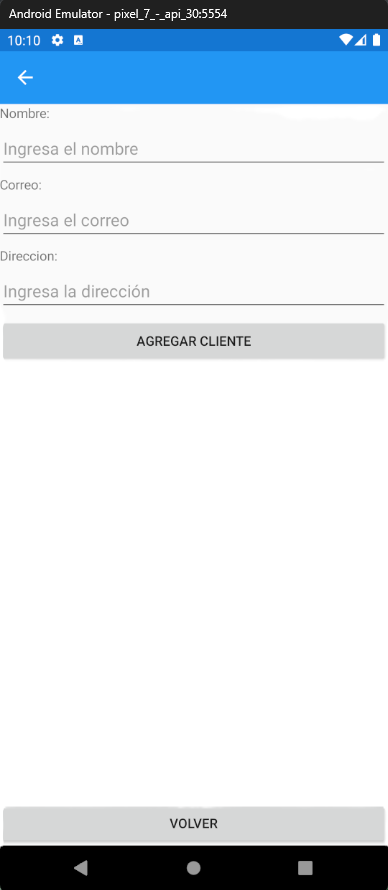 Android Emulator - pixel_7_-_api_30:5554
10:10
Nombre:
Ingresa el nombre
Correo:
Ingresa el correo
Direccion:
Ingresa la dirección
AGREGAR CLIENTE
VOLVER